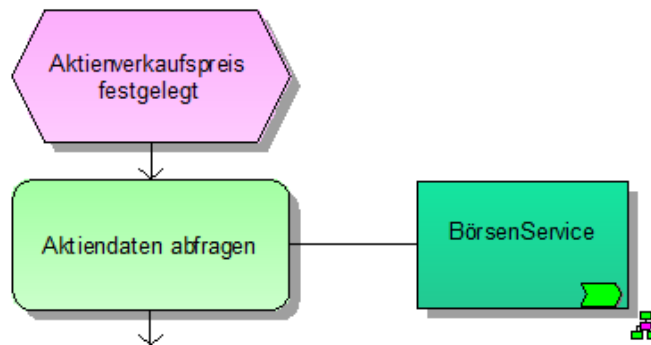 Aktienverkaufspreis
festgelegt
Aktiendaten abfragen
BörsenService